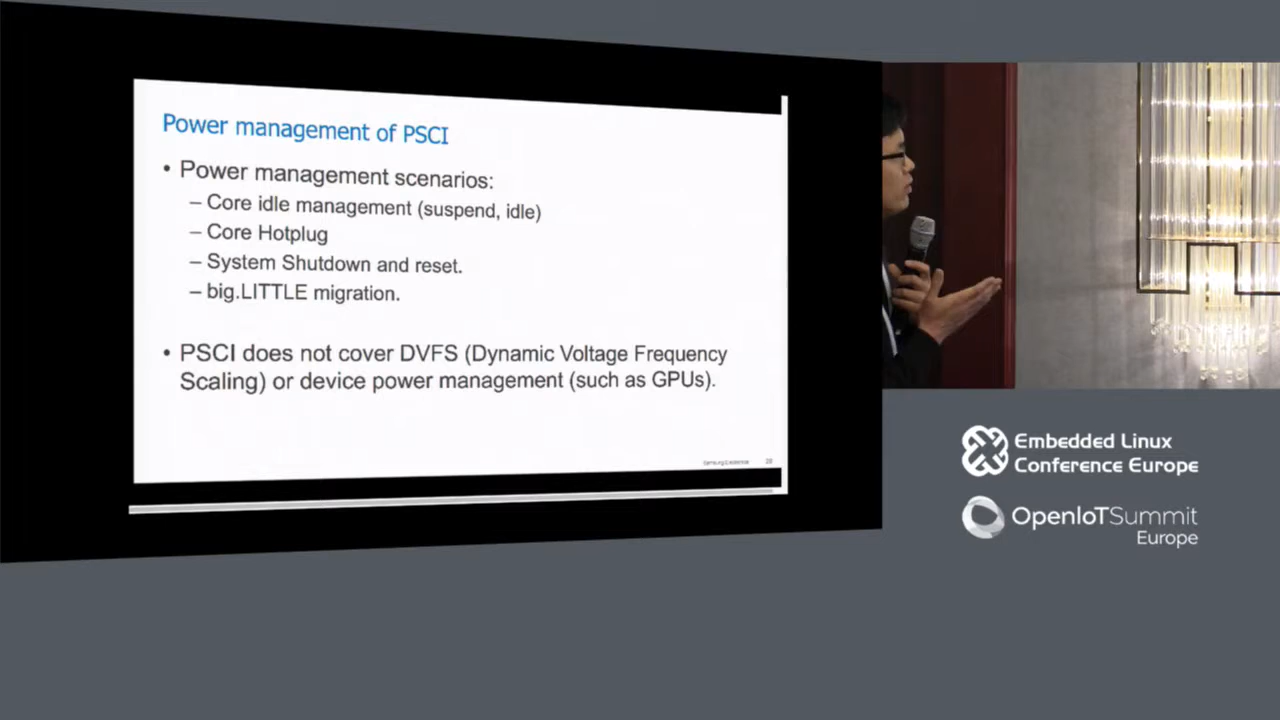 Power management of PSCI
• Power management scenarios:
– Core idle management (suspend, idle)
– Core Hotplug
– System Shutdown and reset.
– big.LITTLE migration.
• PSCI does not cover DVFS (Dynamic Voltage Frequency
Scaling) or device power management (such as GPUs).
Embedded Linux
Conference Europe
OpenIoTSummit
Europe